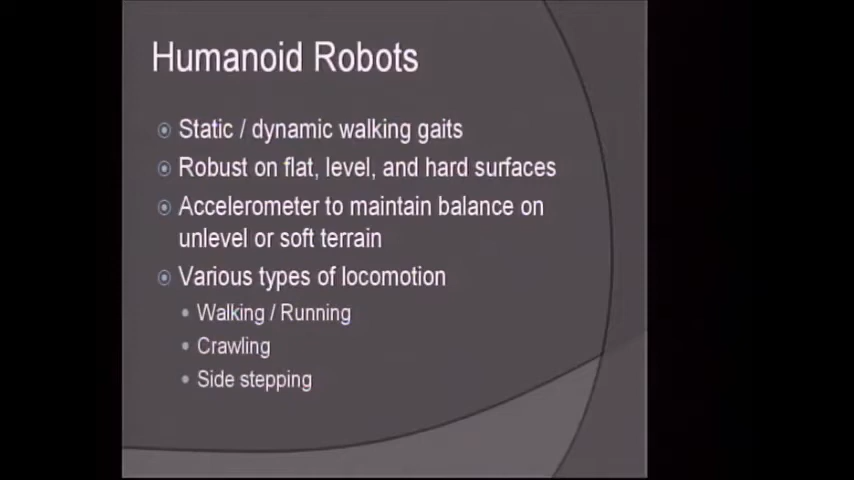 Humanoid Robots
Static / dynamic walking gaits
Robust on flat, level, and hard surfaces
Accelerometer to maintain balance on
unlevel or soft terrain
Various types of locomotion
Walking / Running
Crawling
Side stepping